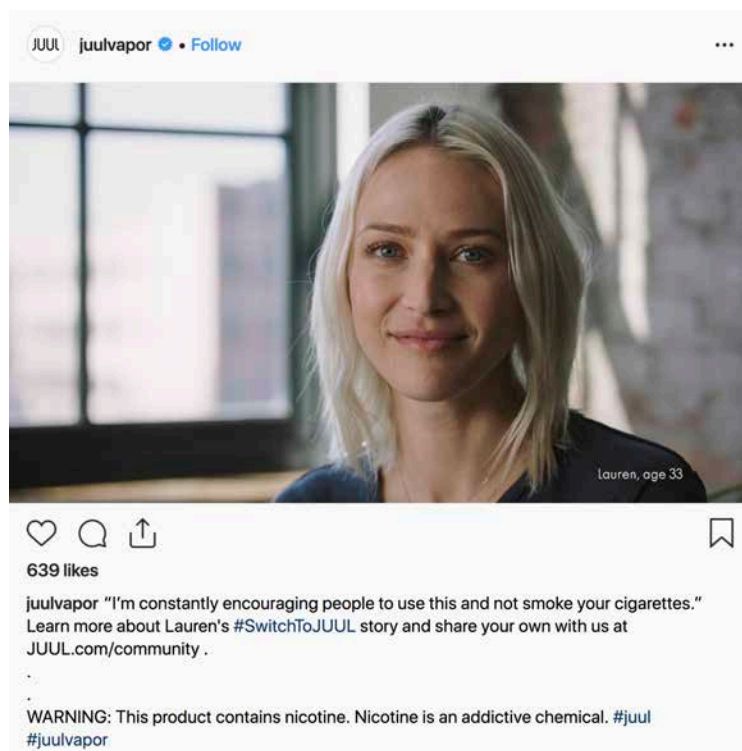 JUUL juulvapor • Follow
Lauren, age 33
639 likes
juulvapor “I’m constantly encouraging people to use this and not smoke your cigarettes.”
Learn more about Lauren's #SwitchToJUUL story and share your own with us at
JUUL.com/community .
.
.
WARNING: This product contains nicotine. Nicotine is an addictive chemical. #juul
#juulvapor